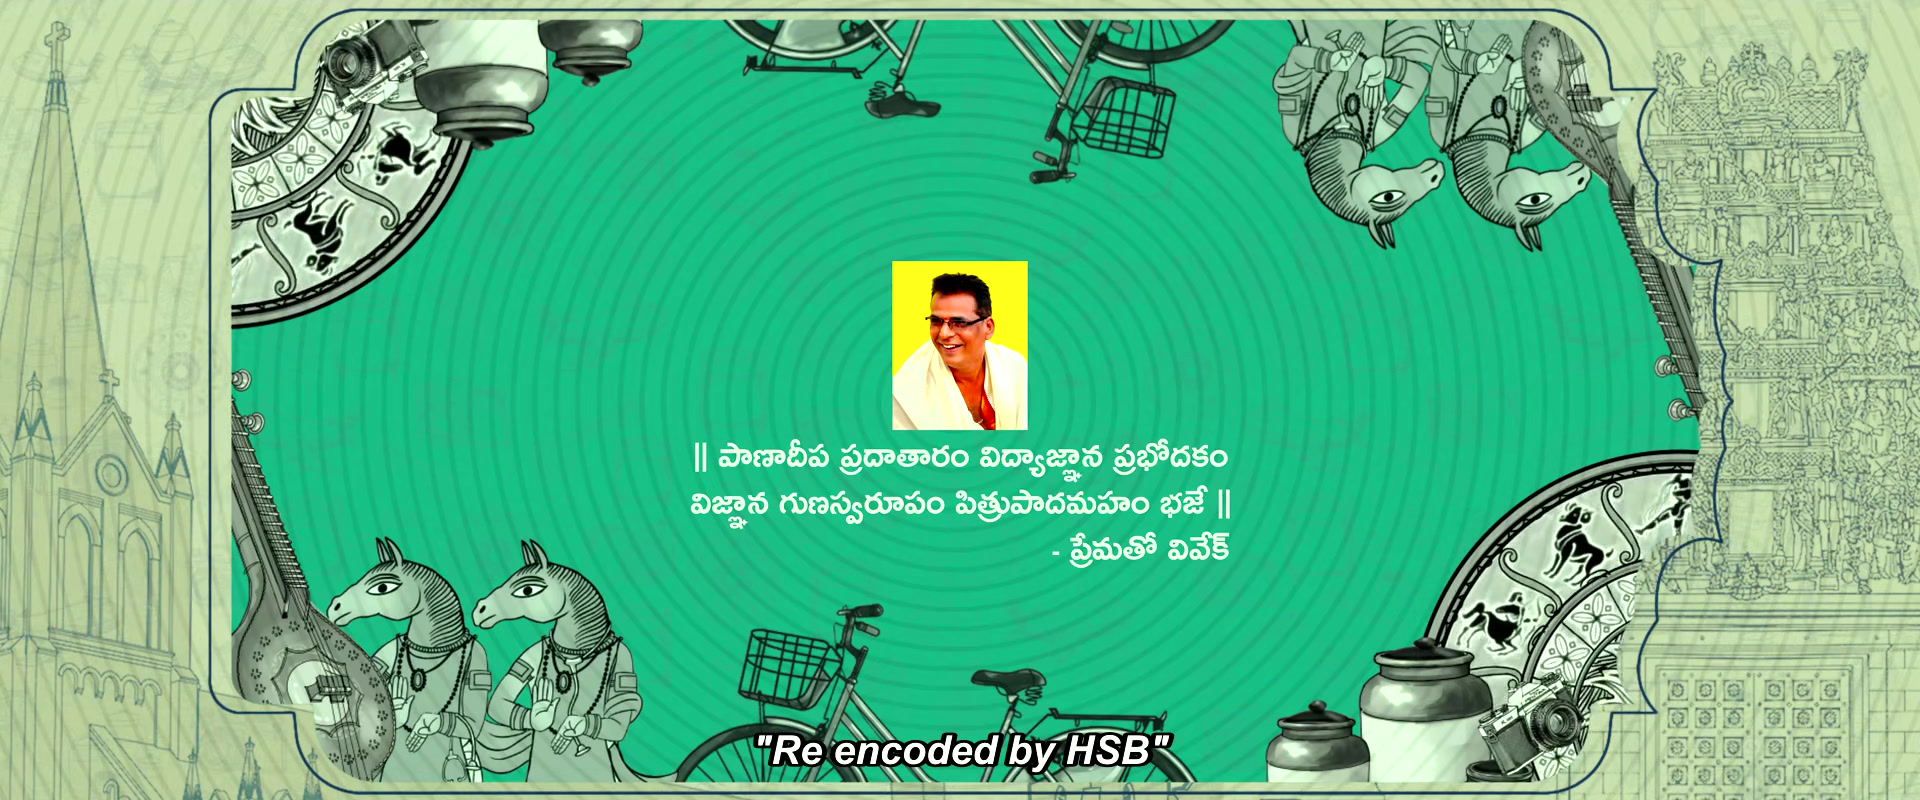 || పాణాదీప ప్రదాతారం విద్యాజ్ఞాన ప్రభోదకం
విజ్ఞాన గుణస్వరూపం పిత్రుపాదమహం భజే ||
- ప్రేమతో వివేక్
"Re encoded by HSB"